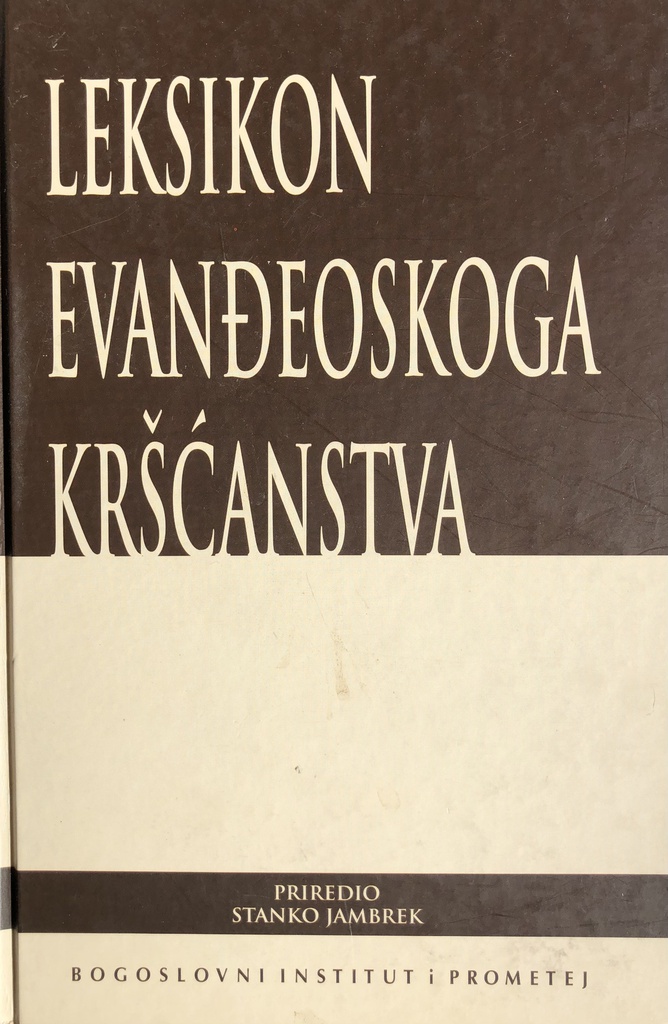 LEKSIKON
EVANĐEOSKOGA
KRŠĆANSTVA
PRIREDIO
STANKO JAMBREK
BOGOSLOVNI INSTITUT i PROMETEJ